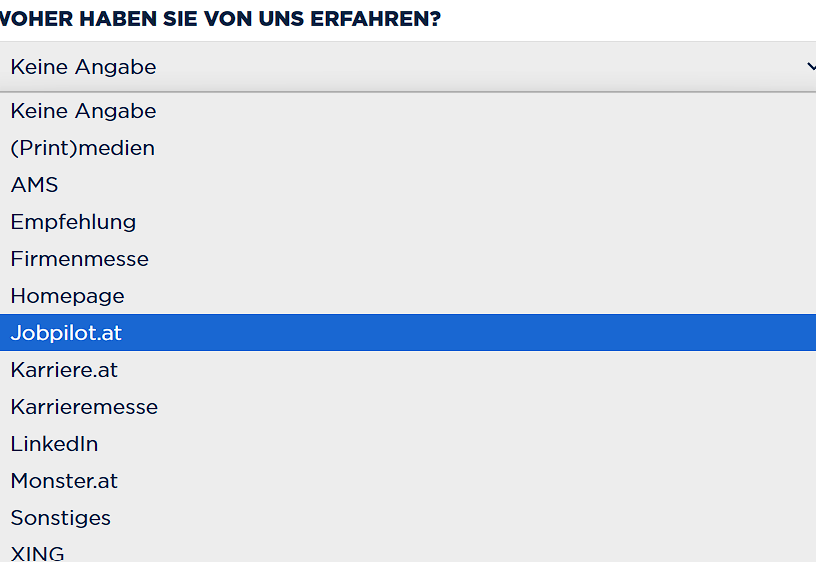 WOHER HABEN SIE VON UNS ERFAHREN?
Keine Angabe
Keine Angabe
(Print)medien
AMS
Empfehlung
Firmenmesse
Homepage
Jobpilot.at
Karriere.at
Karrieremesse
LinkedIn
Monster.at
Sonstiges
XING